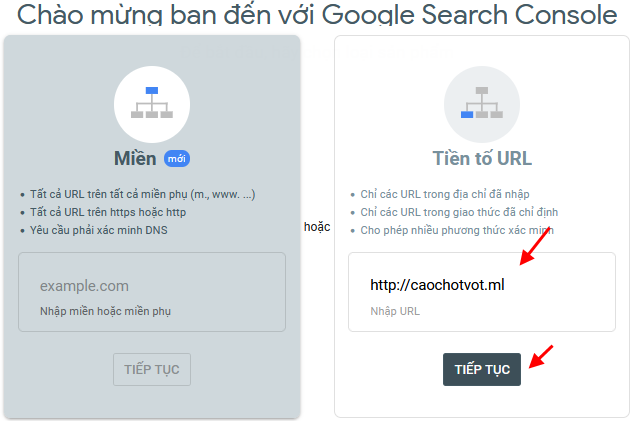 Chào mừng bạn đến với Google Search Console
Miền mới
Tất cả URL trên tất cả miền phụ (m., www. ...)
Tất cả URL trên https hoặc http
Yêu cầu phải xác minh DNS
example.com
Nhập miền hoặc miền phụ
TIẾP TỤC
hoặc
Tiền tố URL
Chỉ các URL trong địa chỉ đã nhập
Chỉ các URL trong giao thức đã chỉ định
Cho phép nhiều phương thức xác minh
http://caochotvot.ml
Nhập URL
TIẾP TỤC